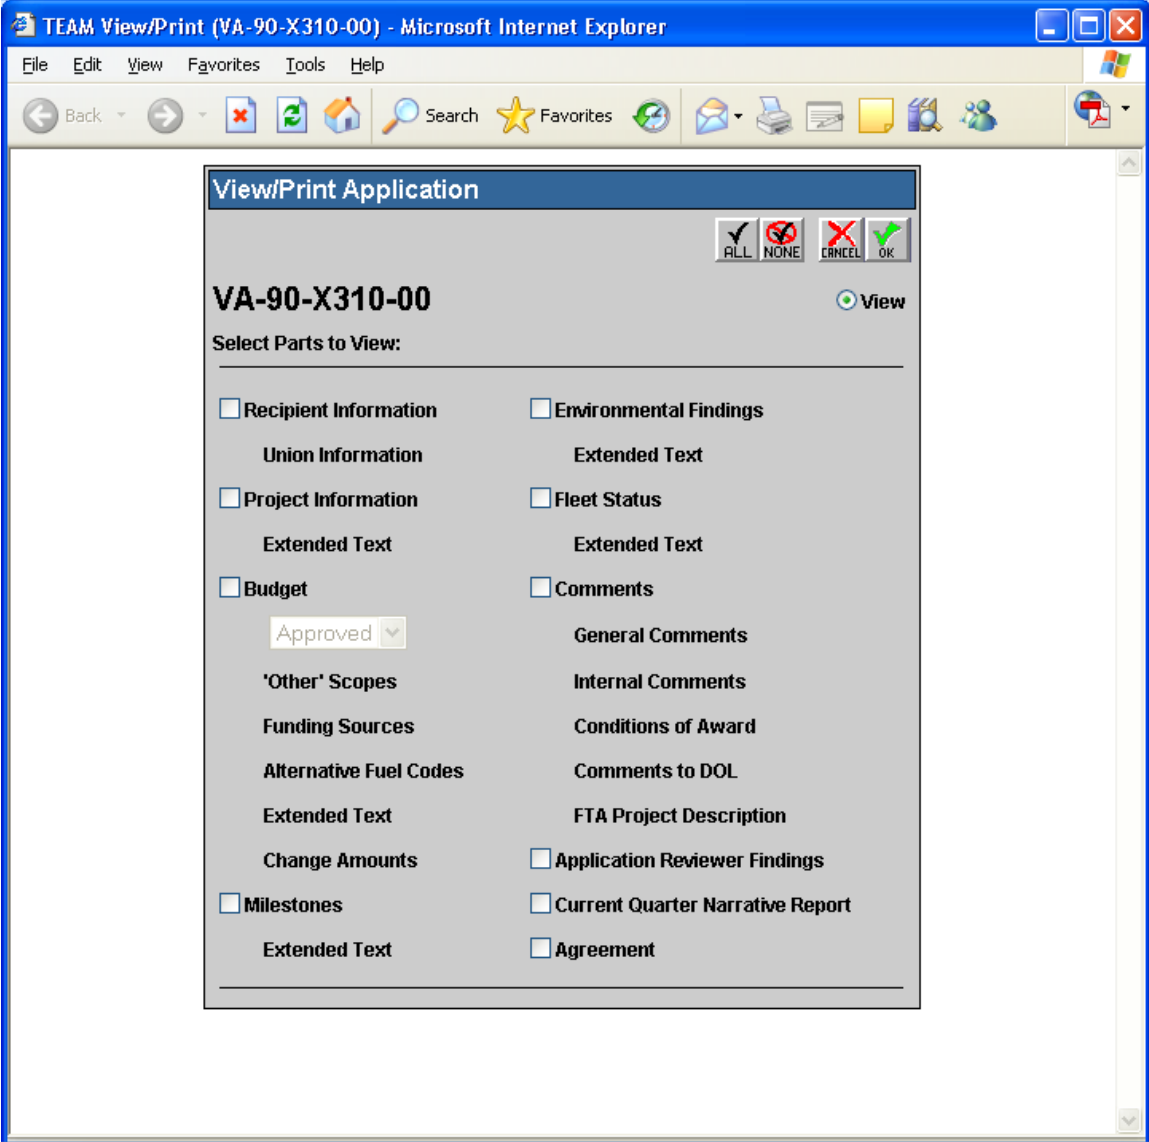 TEAM View/Print (VA-90-X310-00) - Microsoft Internet Explorer
File Edit View Favorites Tools Help
Back Search Favorites
View/Print Application
ALL NONE CANCEL OK
VA-90-X310-00 View
Select Parts to View:
Recipient Information Environmental Findings
Union Information Extended Text
Project Information Fleet Status
Extended Text Extended Text
Budget Comments
Approved General Comments
'Other' Scopes Internal Comments
Funding Sources Conditions of Award
Alternative Fuel Codes Comments to DOL
Extended Text FTA Project Description
Change Amounts Application Reviewer Findings
Milestones Current Quarter Narrative Report
Extended Text Agreement